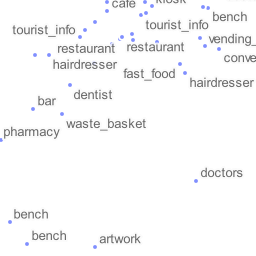 cafe
kiosk
bench
tourist_info
tourist_info
vending_
restaurant
restaurant
conve
hairdresser
fast_food
hairdresser
dentist
bar
waste_basket
pharmacy
doctors
bench
bench
artwork